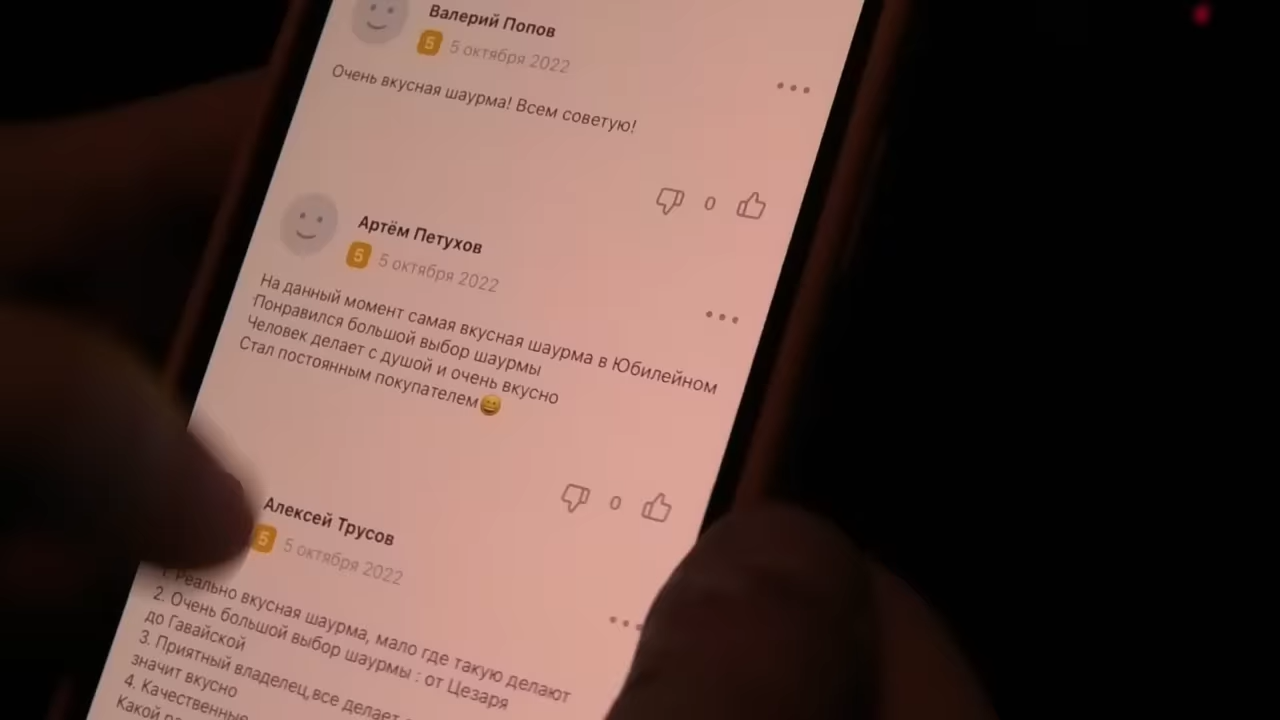 Валерий Попов
5 5 октября 2022
Очень вкусная шаурма! Всем советую!
0
Артём Петухов
5 5 октября 2022
На данный момент самая вкусная шаурма в Юбилейном
Понравился большой выбор шаурмы
Человек делает с душой и очень вкусно
Стал постоянным покупателем😄
0
Алексей Трусов
5 5 октября 2022
1. Реально вкусная шаурма, мало где такую делают
2. Очень большой выбор шаурмы : от Цезаря
до Гавайской
3. Приятный владелец,все делает
значит вкусно
4. Качественные
Какой